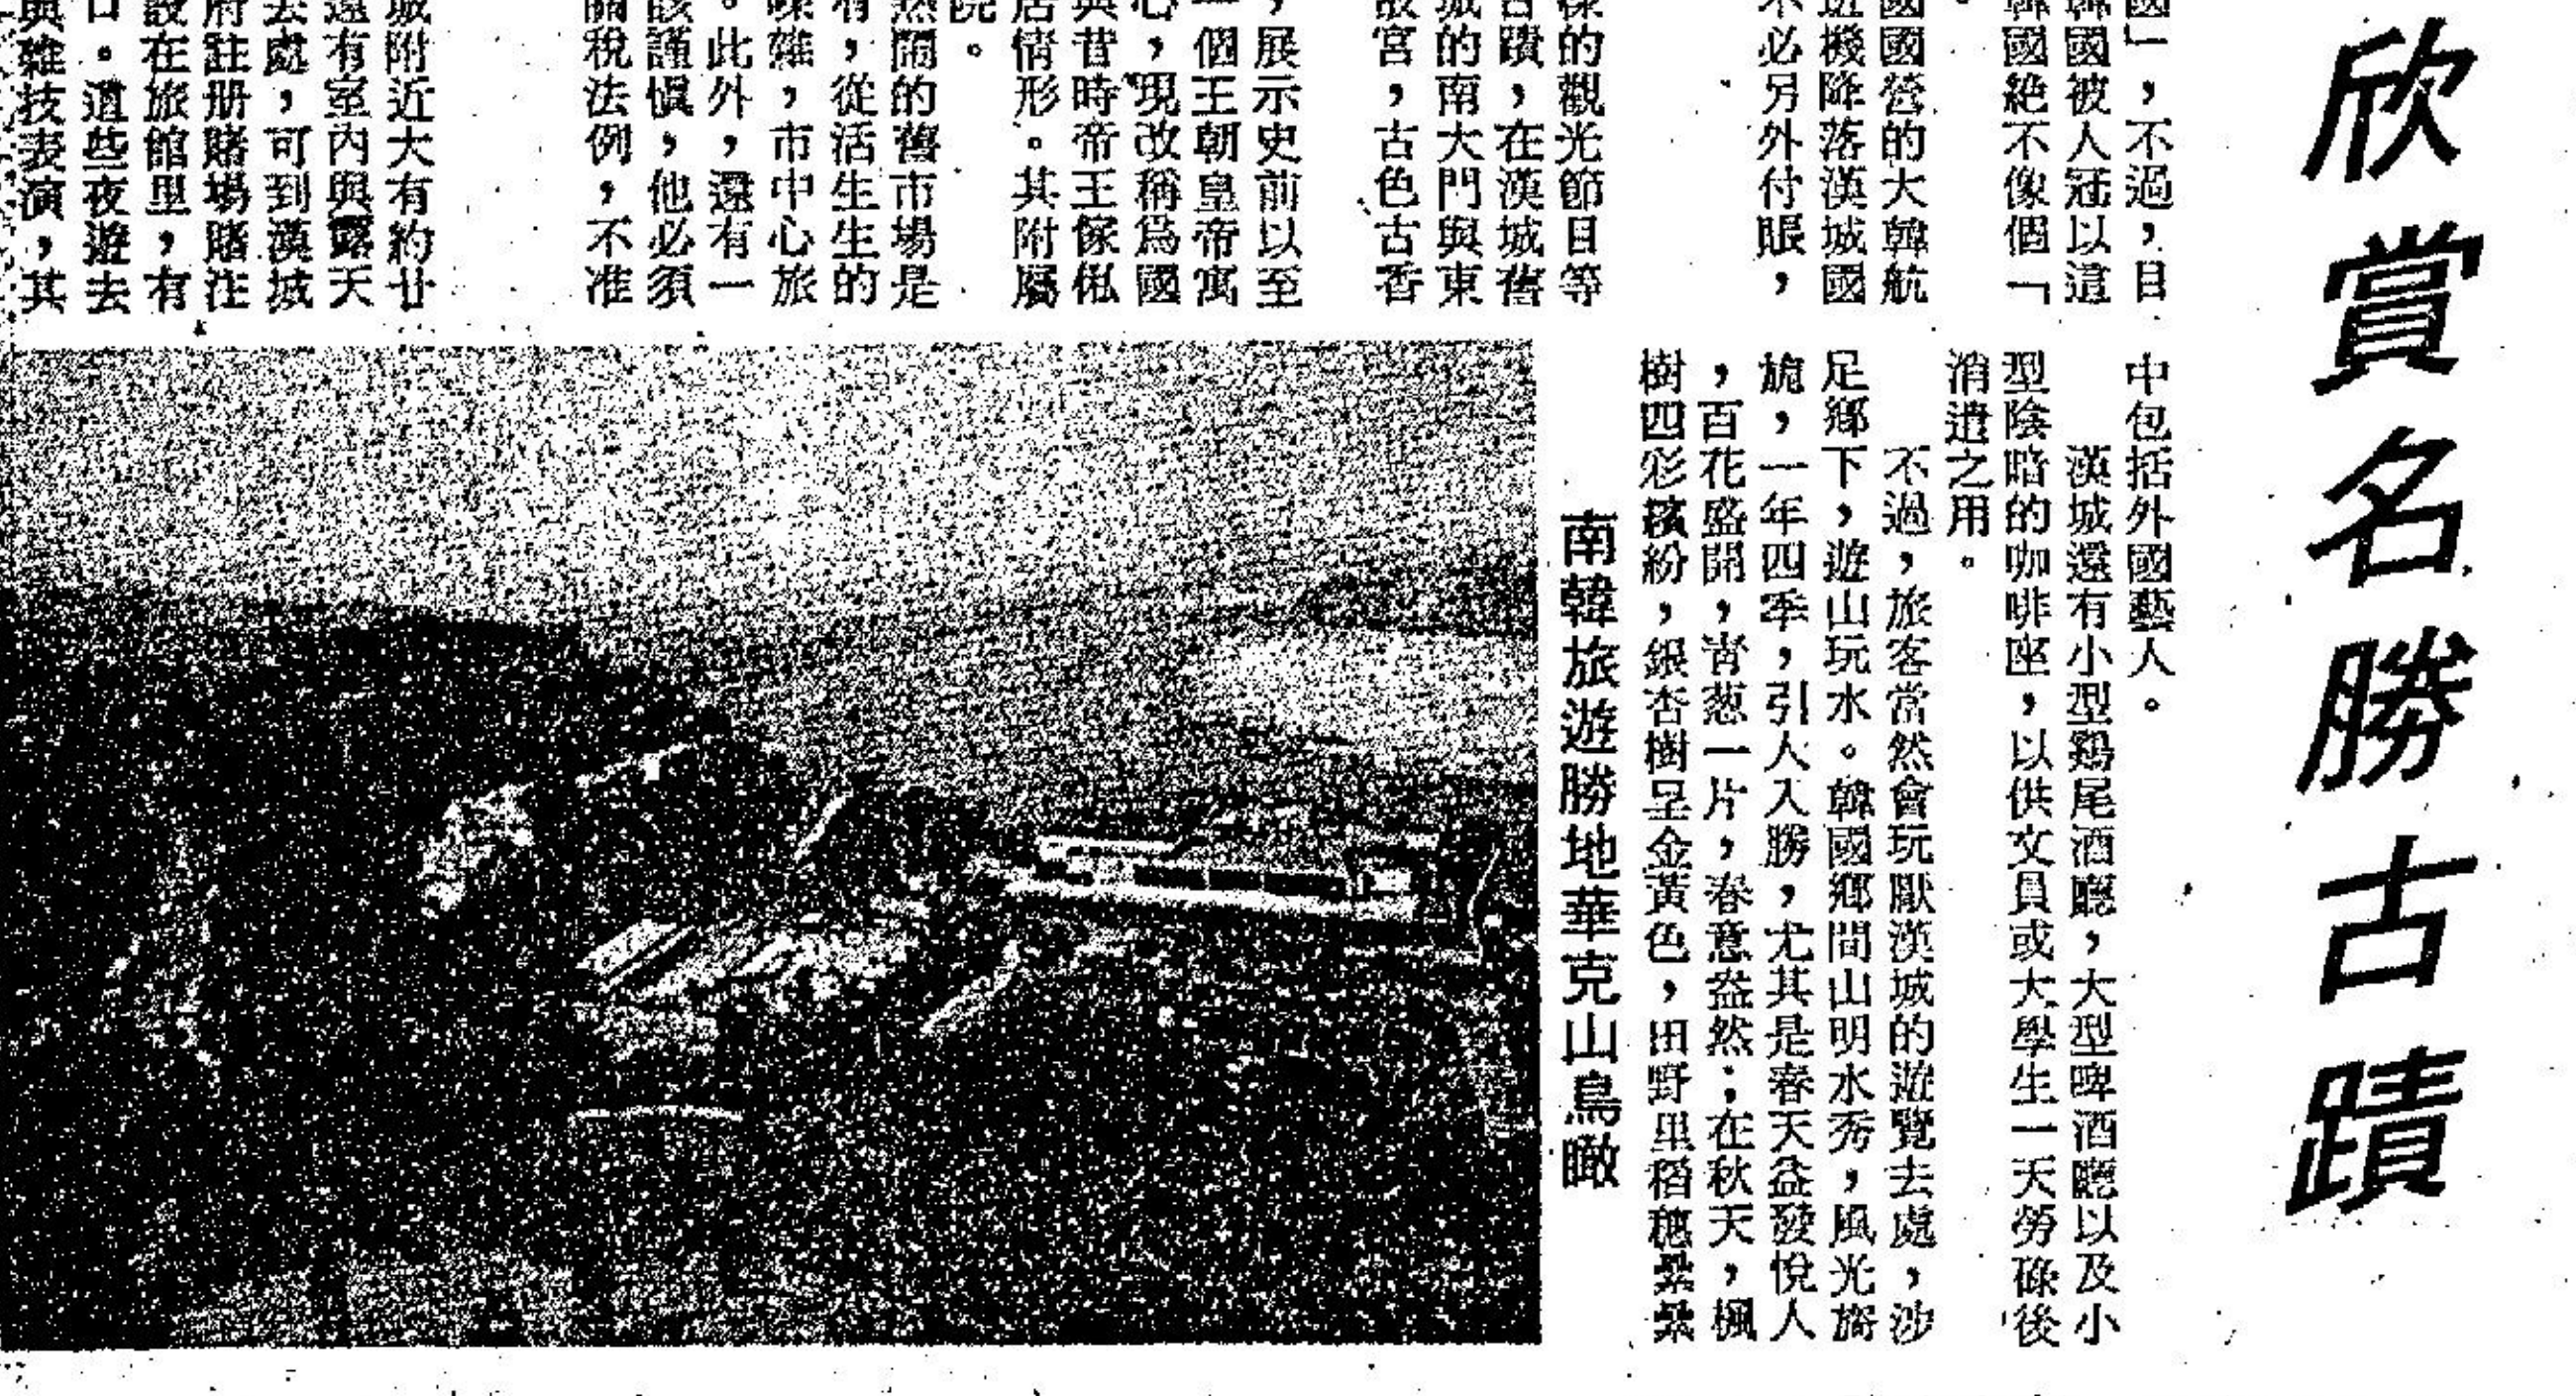 欣賞名勝古蹟
國」，不過，目
韓國被人冠以這
韓國絕不像個「
。
國國營的大韓航
班機降落漢城國
不必另外付賬，
樣的觀光節目等
古蹟，在漢城舊
城的南大門與東
故宮，古色古香
，展示史前以至
一個王朝皇帝寓
心，現改稱爲國
與昔時帝王傢俬
居情形。其附屬
院。
然鬧的舊市場是
有，從活生生的
嘈雜，市中心旅
。此外，還有一
該謹愼，他必須
關稅法例，不准
城附近大有約廿
還有室內與露天
去處，可到漢城
府註册賭場賭注
設在旅館里，有
口。這些夜遊去
與雜技表演，其
中包括外國藝人。
漢城還有小型鷄尾酒廳，大型啤酒廳以及小
型陰暗的咖啡座，以供文員或大學生一天勞碌後
消遣之用。
不過，旅客當然會玩厭漢城的遊覽去處，涉
足鄉下，遊山玩水。韓國鄉間山明水秀，風光旖
旎，一年四季，引人入勝，尤其是春天益發悅人
，百花盛開，靑葱一片，春意盎然；在秋天，楓
樹四彩繽紛，銀杏樹呈金黃色，田野里稻穗纍纍
南韓旅遊勝地華克山鳥瞰